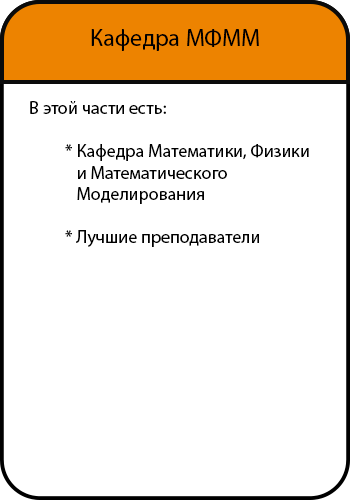 Кафедра МФММ
В этой части есть:
* Кафедра Математики, Физики
и Математического
Моделирования
* Лучшие преподаватели